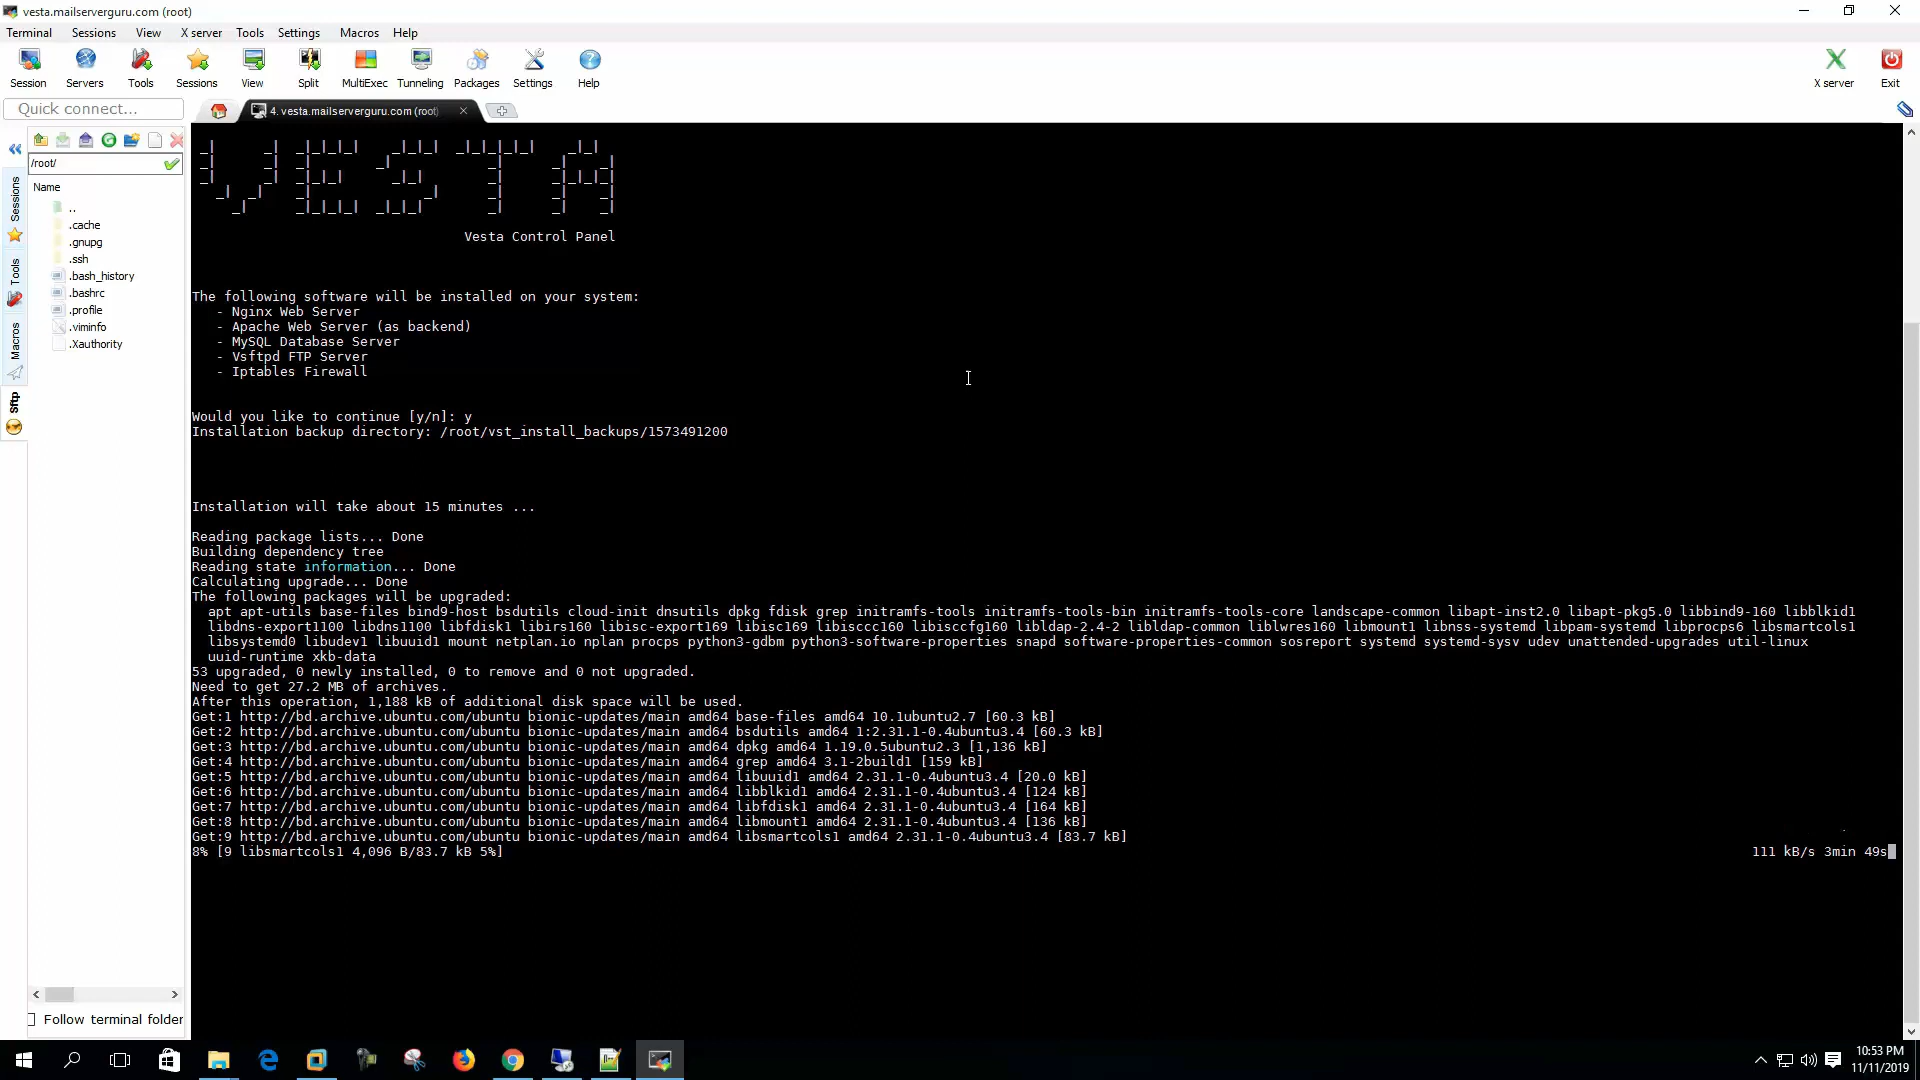 vesta.mailserverguru.com (root)
Terminal Sessions View X server Tools Settings Macros Help
Session Servers Tools Sessions View Split MultiExec Tunneling Packages Settings Help X server Exit
Quick connect...
4. vesta.mailserverguru.com (root)
/root/
Name
..
.cache
.gnupg
.ssh
.bash_history
.bashrc
.profile
.viminfo
.Xauthority
Follow terminal folder
Sessions
Tools
Macros
Sftp
VESTA
Vesta Control Panel
The following software will be installed on your system:
- Nginx Web Server
- Apache Web Server (as backend)
- MySQL Database Server
- Vsftpd FTP Server
- Iptables Firewall
Would you like to continue [y/n]: y
Installation backup directory: /root/vst_install_backups/1573491200
Installation will take about 15 minutes ...
Reading package lists... Done
Building dependency tree
Reading state information... Done
Calculating upgrade... Done
The following packages will be upgraded:
apt apt-utils base-files bind9-host bsdutils cloud-init dnsutils dpkg fdisk grep initramfs-tools initramfs-tools-bin initramfs-tools-core landscape-common libapt-inst2.0 libapt-pkg5.0 libbind9-160 libblkid1
libdns-export1100 libdns1100 libfdisk1 libirs160 libisc-export169 libisc169 libisccc160 libisccfg160 libldap-2.4-2 libldap-common liblwres160 libmount1 libnss-systemd libpam-systemd libprocps6 libsmartcols1
libsystemd0 libudev1 libuuid1 mount netplan.io nplan procps python3-gdbm python3-software-properties snapd software-properties-common sosreport systemd systemd-sysv udev unattended-upgrades util-linux
uuid-runtime xkb-data
53 upgraded, 0 newly installed, 0 to remove and 0 not upgraded.
Need to get 27.2 MB of archives.
After this operation, 1,188 kB of additional disk space will be used.
Get:1 http://bd.archive.ubuntu.com/ubuntu bionic-updates/main amd64 base-files amd64 10.1ubuntu2.7 [60.3 kB]
Get:2 http://bd.archive.ubuntu.com/ubuntu bionic-updates/main amd64 bsdutils amd64 1:2.31.1-0.4ubuntu3.4 [60.3 kB]
Get:3 http://bd.archive.ubuntu.com/ubuntu bionic-updates/main amd64 dpkg amd64 1.19.0.5ubuntu2.3 [1,136 kB]
Get:4 http://bd.archive.ubuntu.com/ubuntu bionic-updates/main amd64 grep amd64 3.1-2build1 [159 kB]
Get:5 http://bd.archive.ubuntu.com/ubuntu bionic-updates/main amd64 libuuid1 amd64 2.31.1-0.4ubuntu3.4 [20.0 kB]
Get:6 http://bd.archive.ubuntu.com/ubuntu bionic-updates/main amd64 libblkid1 amd64 2.31.1-0.4ubuntu3.4 [124 kB]
Get:7 http://bd.archive.ubuntu.com/ubuntu bionic-updates/main amd64 libfdisk1 amd64 2.31.1-0.4ubuntu3.4 [164 kB]
Get:8 http://bd.archive.ubuntu.com/ubuntu bionic-updates/main amd64 libmount1 amd64 2.31.1-0.4ubuntu3.4 [136 kB]
Get:9 http://bd.archive.ubuntu.com/ubuntu bionic-updates/main amd64 libsmartcols1 amd64 2.31.1-0.4ubuntu3.4 [83.7 kB]
8% [9 libsmartcols1 4,096 B/83.7 kB 5%] 111 kB/s 3min 49s
10:53 PM
11/11/2019